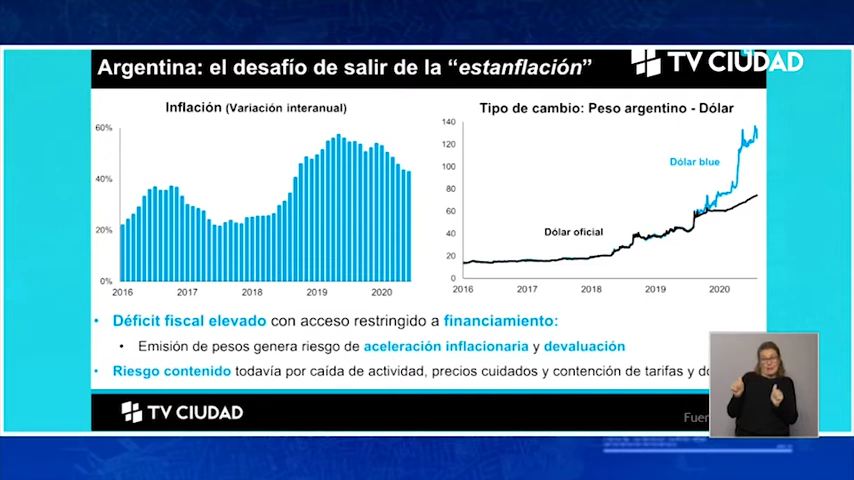 Argentina: el desafío de salir de la "estanflación"
TV CIUDAD
Inflación (Variación interanual)
60%
40%
20%
0%
2016
2017
2018
2019
2020
Tipo de cambio: Peso argentino - Dólar
140
120
100
80
60
40
20
0
Dólar blue
Dólar oficial
2016
2017
2018
2019
2020
• Déficit fiscal elevado con acceso restringido a financiamiento:
• Emisión de pesos genera riesgo de aceleración inflacionaria y devaluación
• Riesgo contenido todavía por caída de actividad, precios cuidados y contención de tarifas y
TV CIUDAD